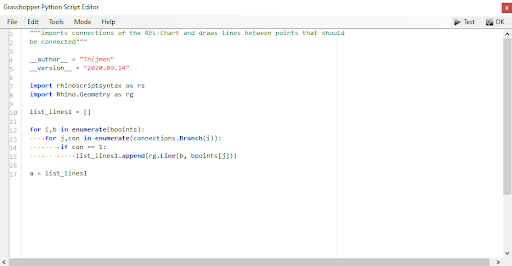 Grasshopper Python Script Editor
x
File Edit Tools Mode Help Test OK
1 """imports connections of the REL-Chart and draws lines between points that should
2 be connected"""
3
4 __author__ = "Thijmen"
5 __version__ = "2020.09.14"
6
7 import rhinoscriptsyntax as rs
8 import Rhino.Geometry as rg
9
10 list_lines1 = []
11
12 for i,b in enumerate(bpoints):
13 ····for j,con in enumerate(connections.Branch(i)):
14 ········if con == 1:
15 ············list_lines1.append(rg.Line(b, bpoints[j]))
16
17 a = list_lines1